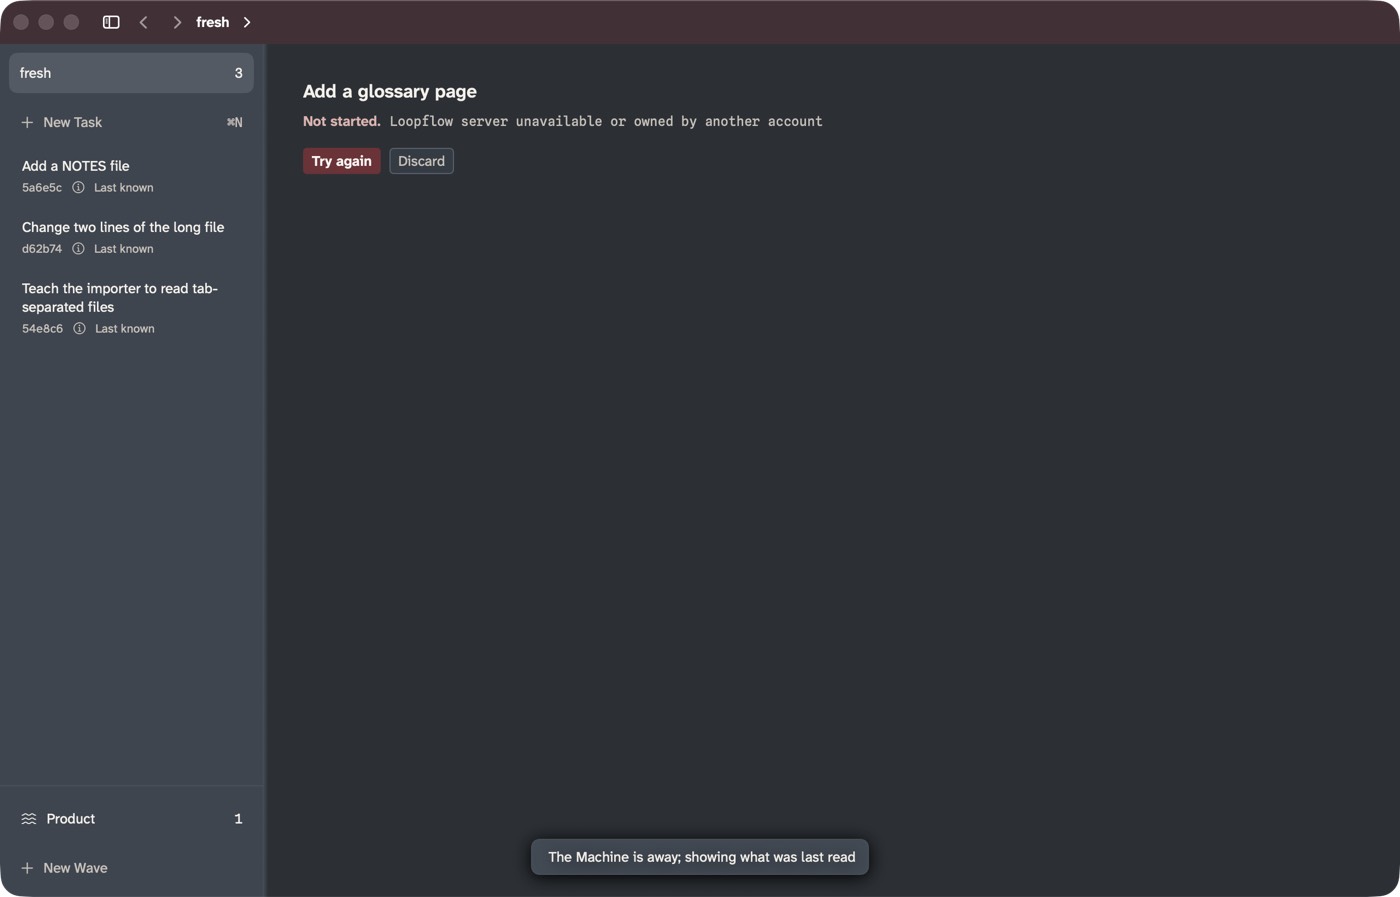 fresh
fresh 3
New Task ⌘N
Add a NOTES file
5a6e5c Last known
Change two lines of the long file
d62b74 Last known
Teach the importer to read tab-
separated files
54e8c6 Last known
Product 1
New Wave
Add a glossary page
Not started. Loopflow server unavailable or owned by another account
Try again Discard
The Machine is away; showing what was last read